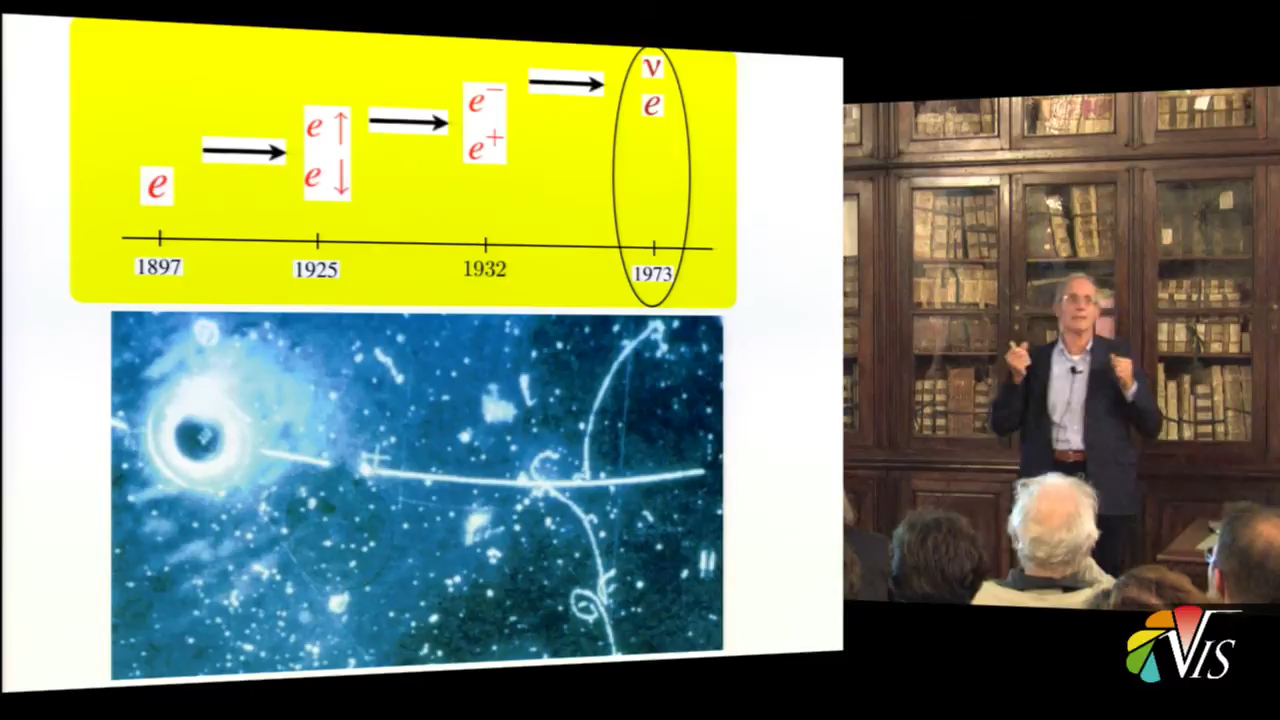 ν
e
e⁻
e⁺
e ↑
e ↓
e
1897 1925 1932 1973
VIS